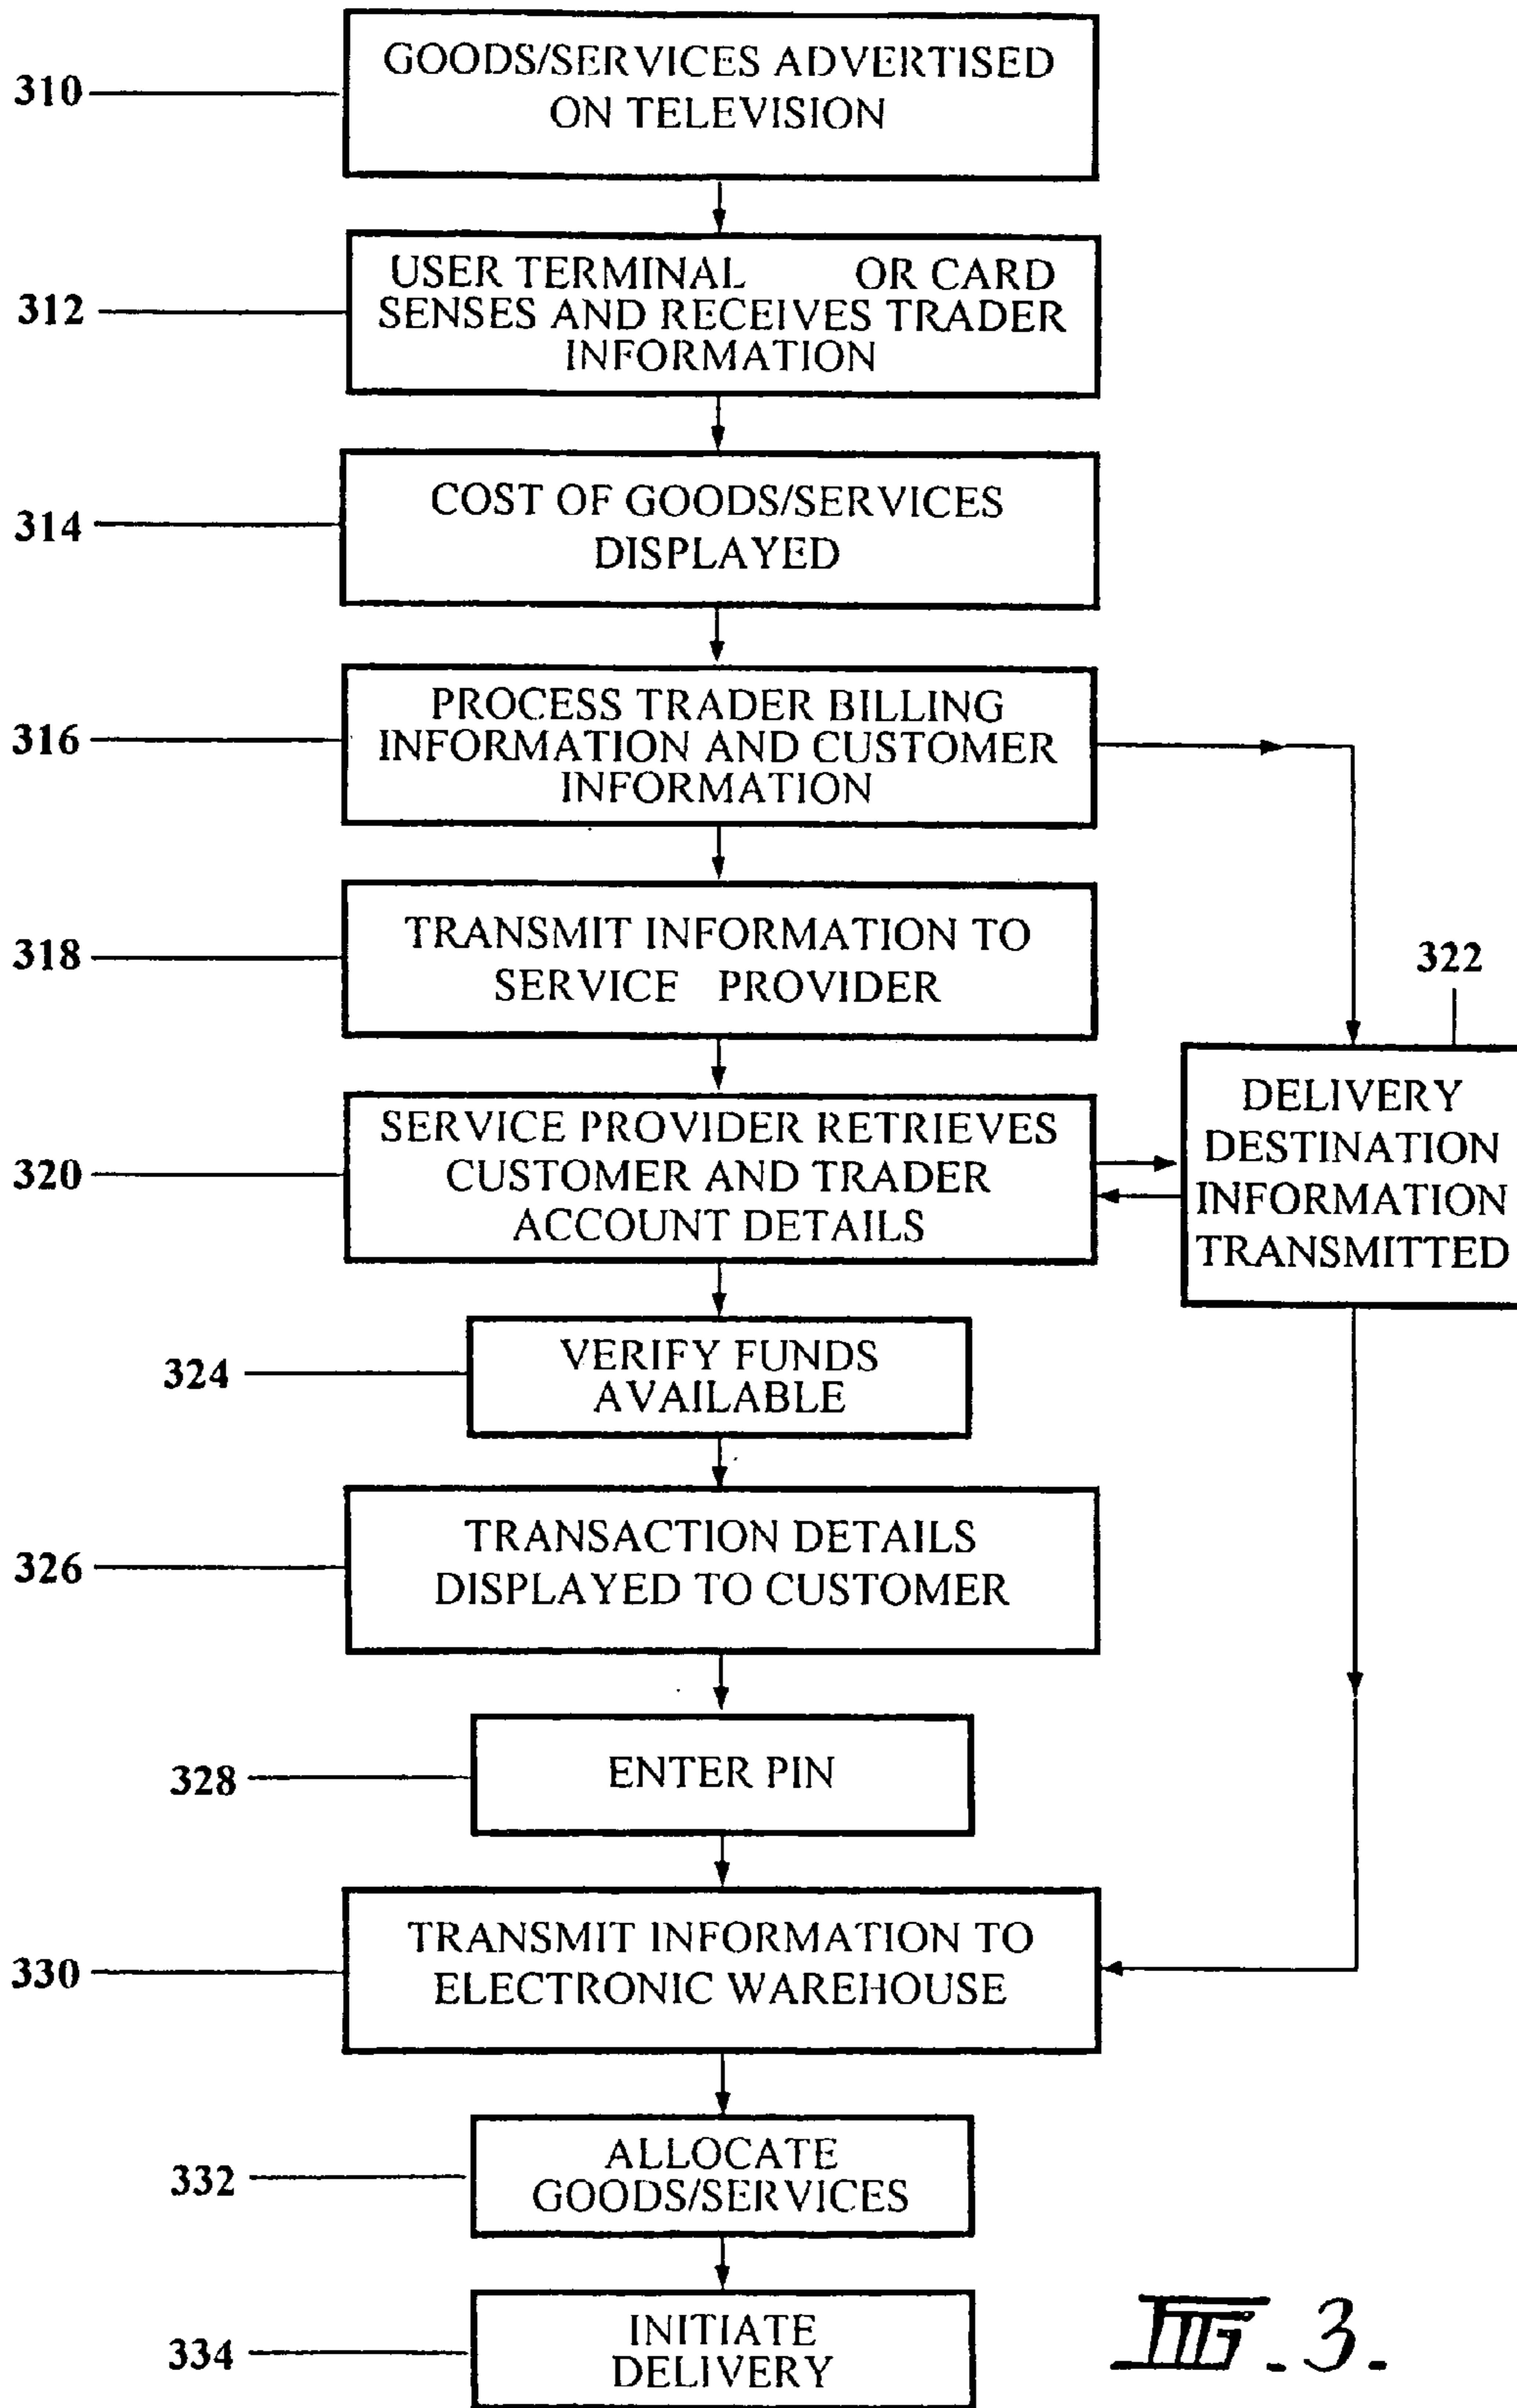 310
GOODS/SERVICES ADVERTISED
ON TELEVISION
312
USER TERMINAL OR CARD
SENSES AND RECEIVES TRADER
INFORMATION
314
COST OF GOODS/SERVICES
DISPLAYED
316
PROCESS TRADER BILLING
INFORMATION AND CUSTOMER
INFORMATION
318
TRANSMIT INFORMATION TO
SERVICE PROVIDER
320
SERVICE PROVIDER RETRIEVES
CUSTOMER AND TRADER
ACCOUNT DETAILS
322
DELIVERY
DESTINATION
INFORMATION
TRANSMITTED
324
VERIFY FUNDS
AVAILABLE
326
TRANSACTION DETAILS
DISPLAYED TO CUSTOMER
328
ENTER PIN
330
TRANSMIT INFORMATION TO
ELECTRONIC WAREHOUSE
332
ALLOCATE
GOODS/SERVICES
334
INITIATE
DELIVERY
FIG. 3.